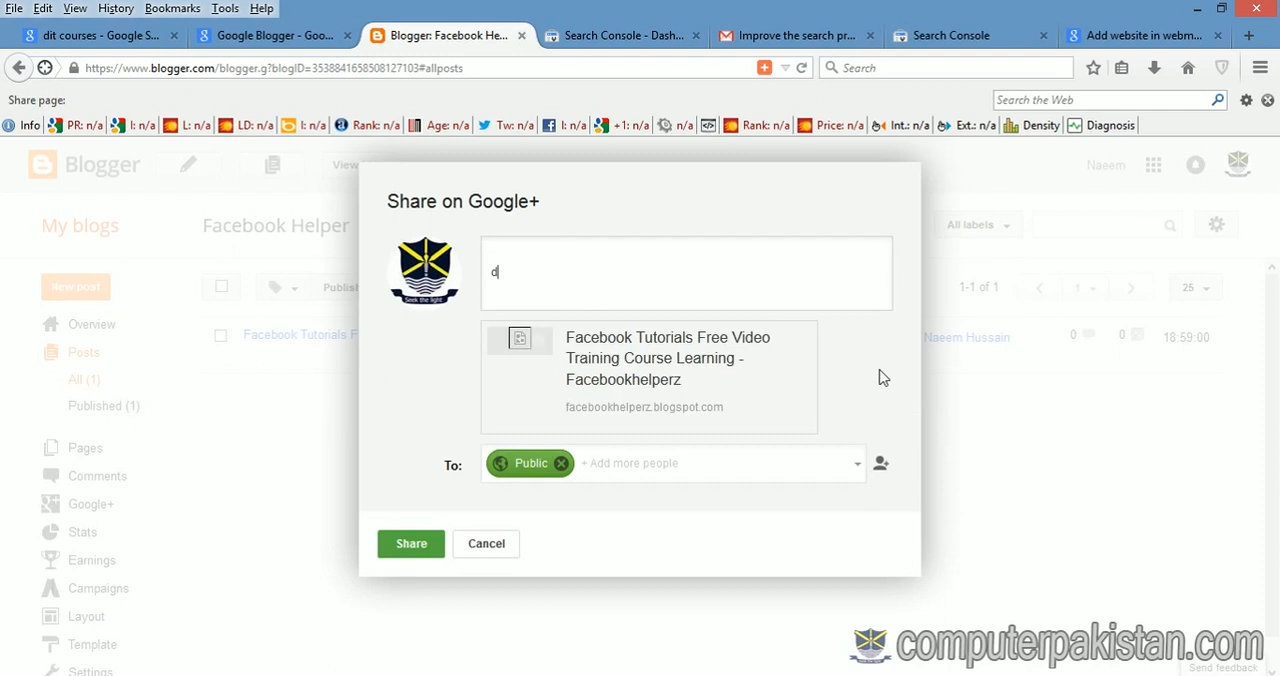 File Edit View History Bookmarks Tools Help
dit courses - Google S... Google Blogger - Goo... Blogger: Facebook He... Search Console - Dash... Improve the search pr... Search Console Add website in webm...
https://www.blogger.com/blogger.g?blogID=3538841658508127103#allposts Search
Share page: Search the Web
Info PR: n/a I: n/a L: n/a LD: n/a I: n/a Rank: n/a Age: n/a Tw: n/a I: n/a +1: n/a n/a Rank: n/a Price: n/a Int.: n/a Ext.: n/a Density Diagnosis
Blogger View Naeem
My blogs Facebook Helper All labels
New post Publis 1-1 of 1 1 25
Overview
Facebook Tutorials F Naeem Hussain 0 0 18:59:00
Posts
All (1)
Published (1)
Pages
Comments
Google+
Stats
Earnings
Campaigns
Layout
Template
Settings
Share on Google+
Seek the light
d
Facebook Tutorials Free Video
Training Course Learning -
Facebookhelperz
facebookhelperz.blogspot.com
To: Public + Add more people
Share Cancel
computerpakistan.com
Send feedback